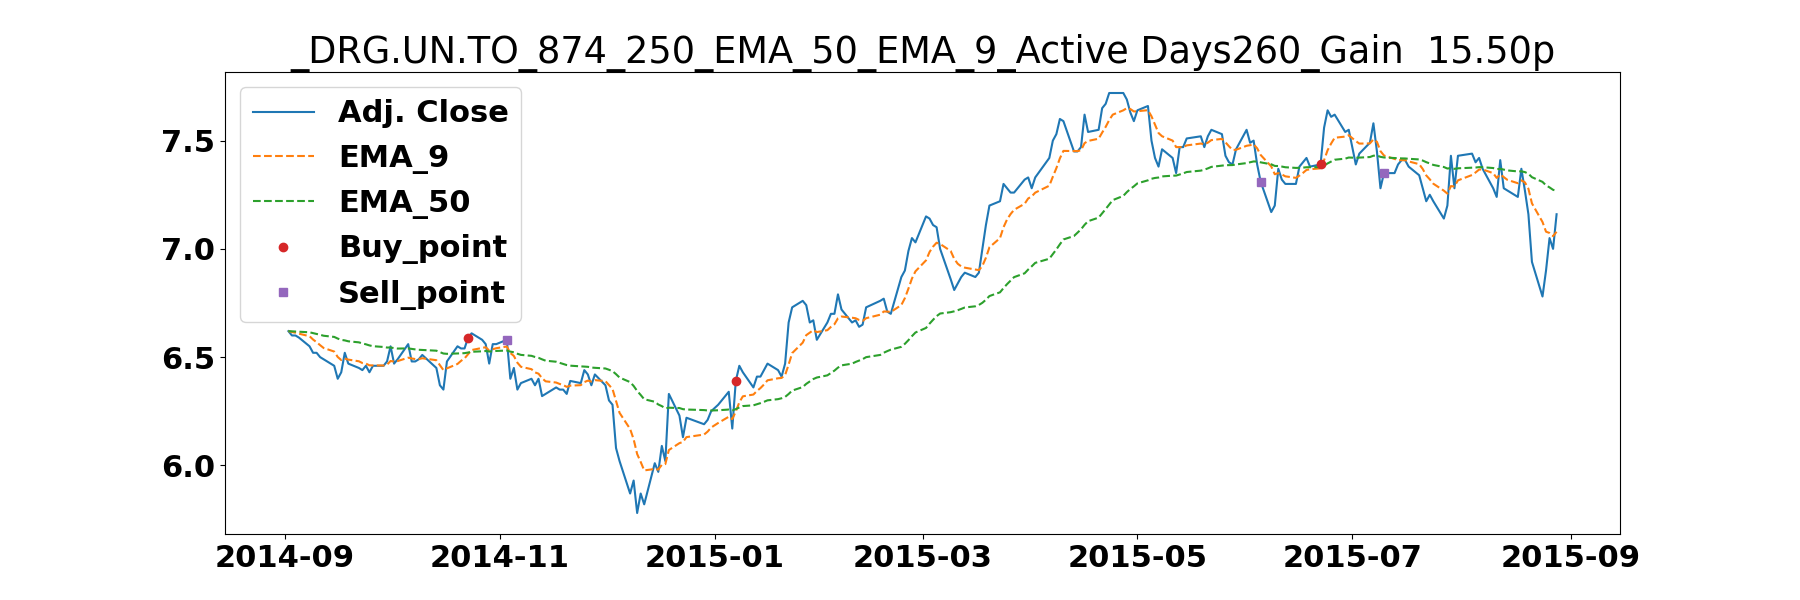 _DRG.UN.TO_874_250_EMA_50_EMA_9_Active Days260_Gain  15.50p
Adj. Close
EMA_9
EMA_50
Buy_point
Sell_point
7.5
7.0
6.5
6.0
2014-09 2014-11 2015-01 2015-03 2015-05 2015-07 2015-09